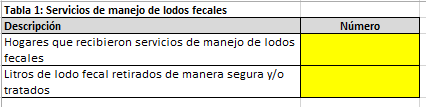 Tabla 1: Servicios de manejo de lodos fecales
Descripción Número
Hogares que recibieron servicios de manejo de lodos
fecales
Litros de lodo fecal retirados de manera segura y/o
tratados